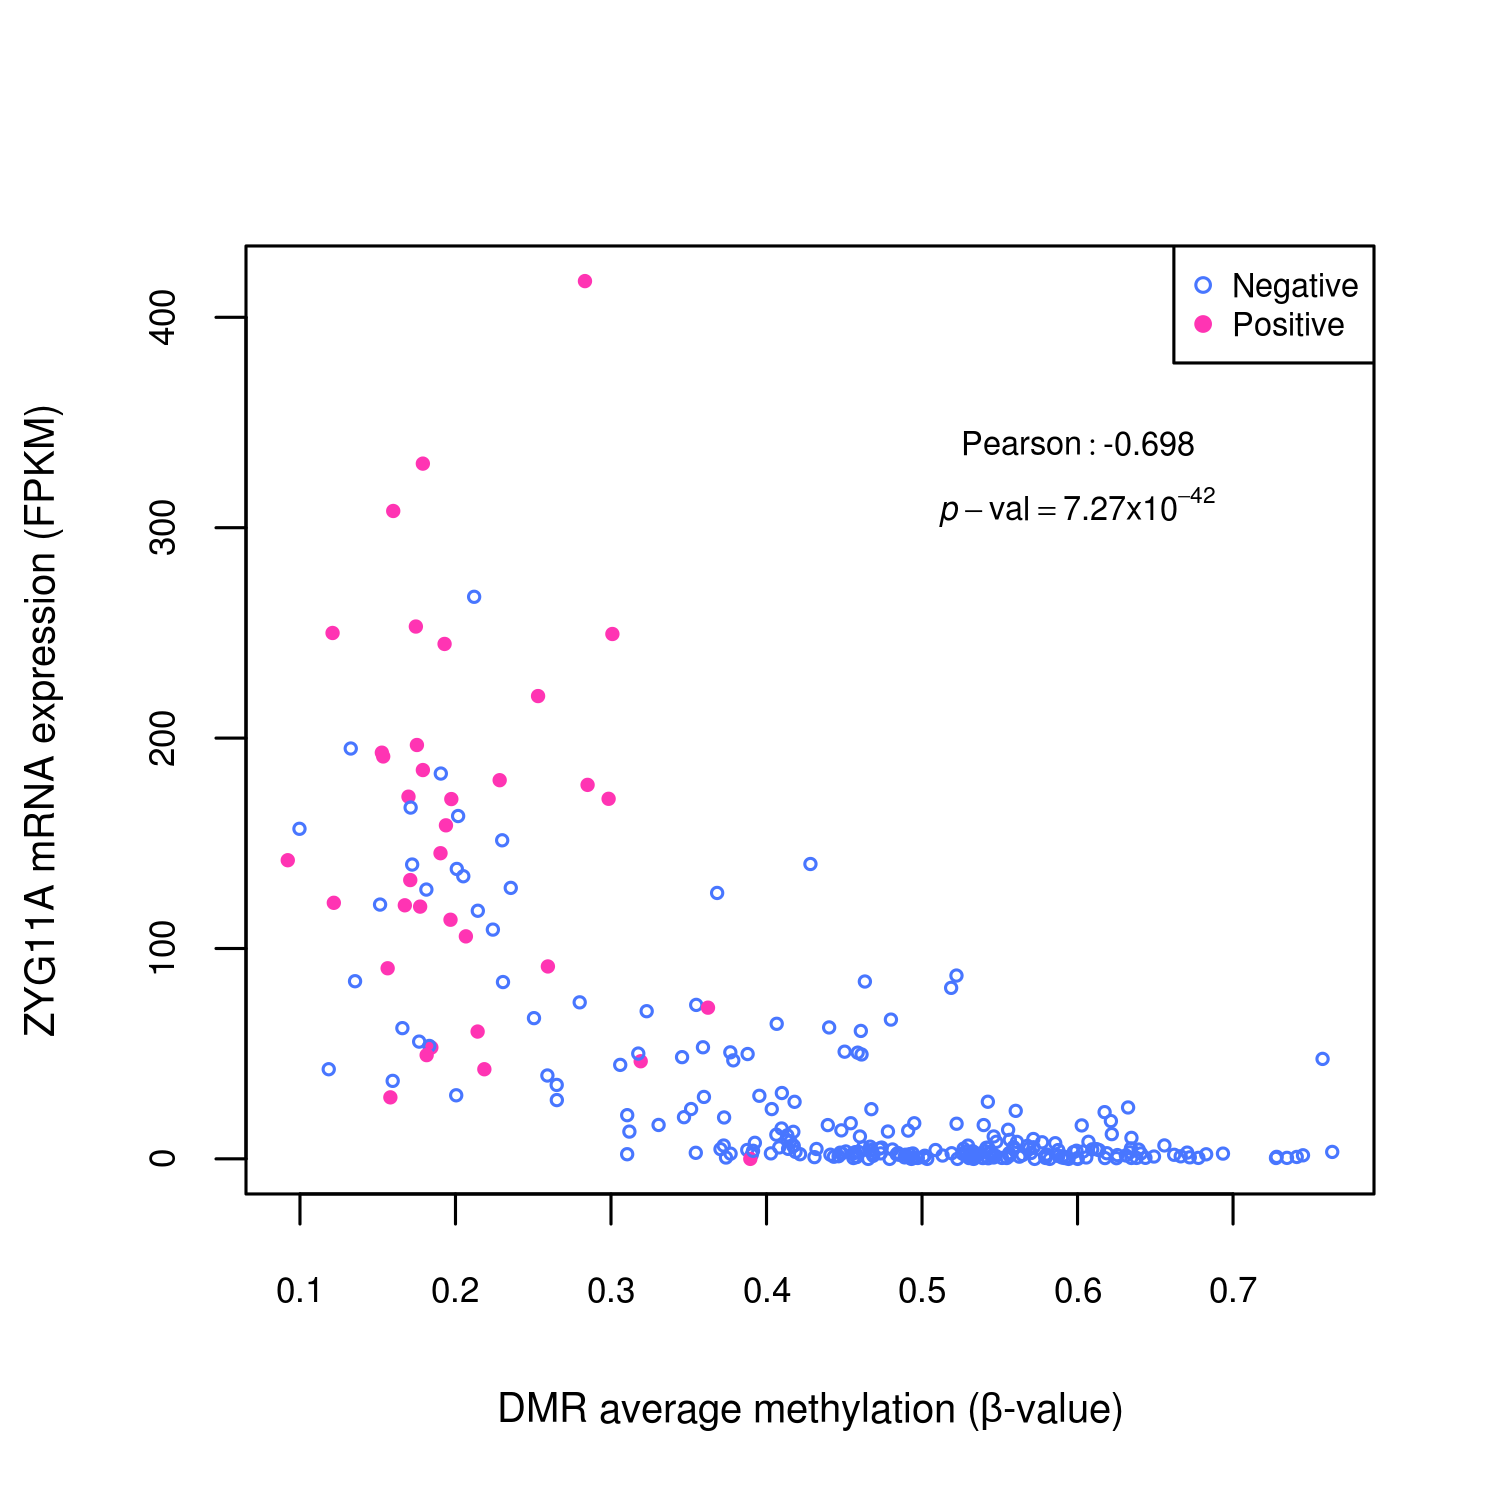 Negative
Positive
Pearson : -0.698
p – val = 7.27x10⁻⁴²
400
300
200
100
0
ZYG11A mRNA expression (FPKM)
0.1 0.2 0.3 0.4 0.5 0.6 0.7
DMR average methylation (β-value)